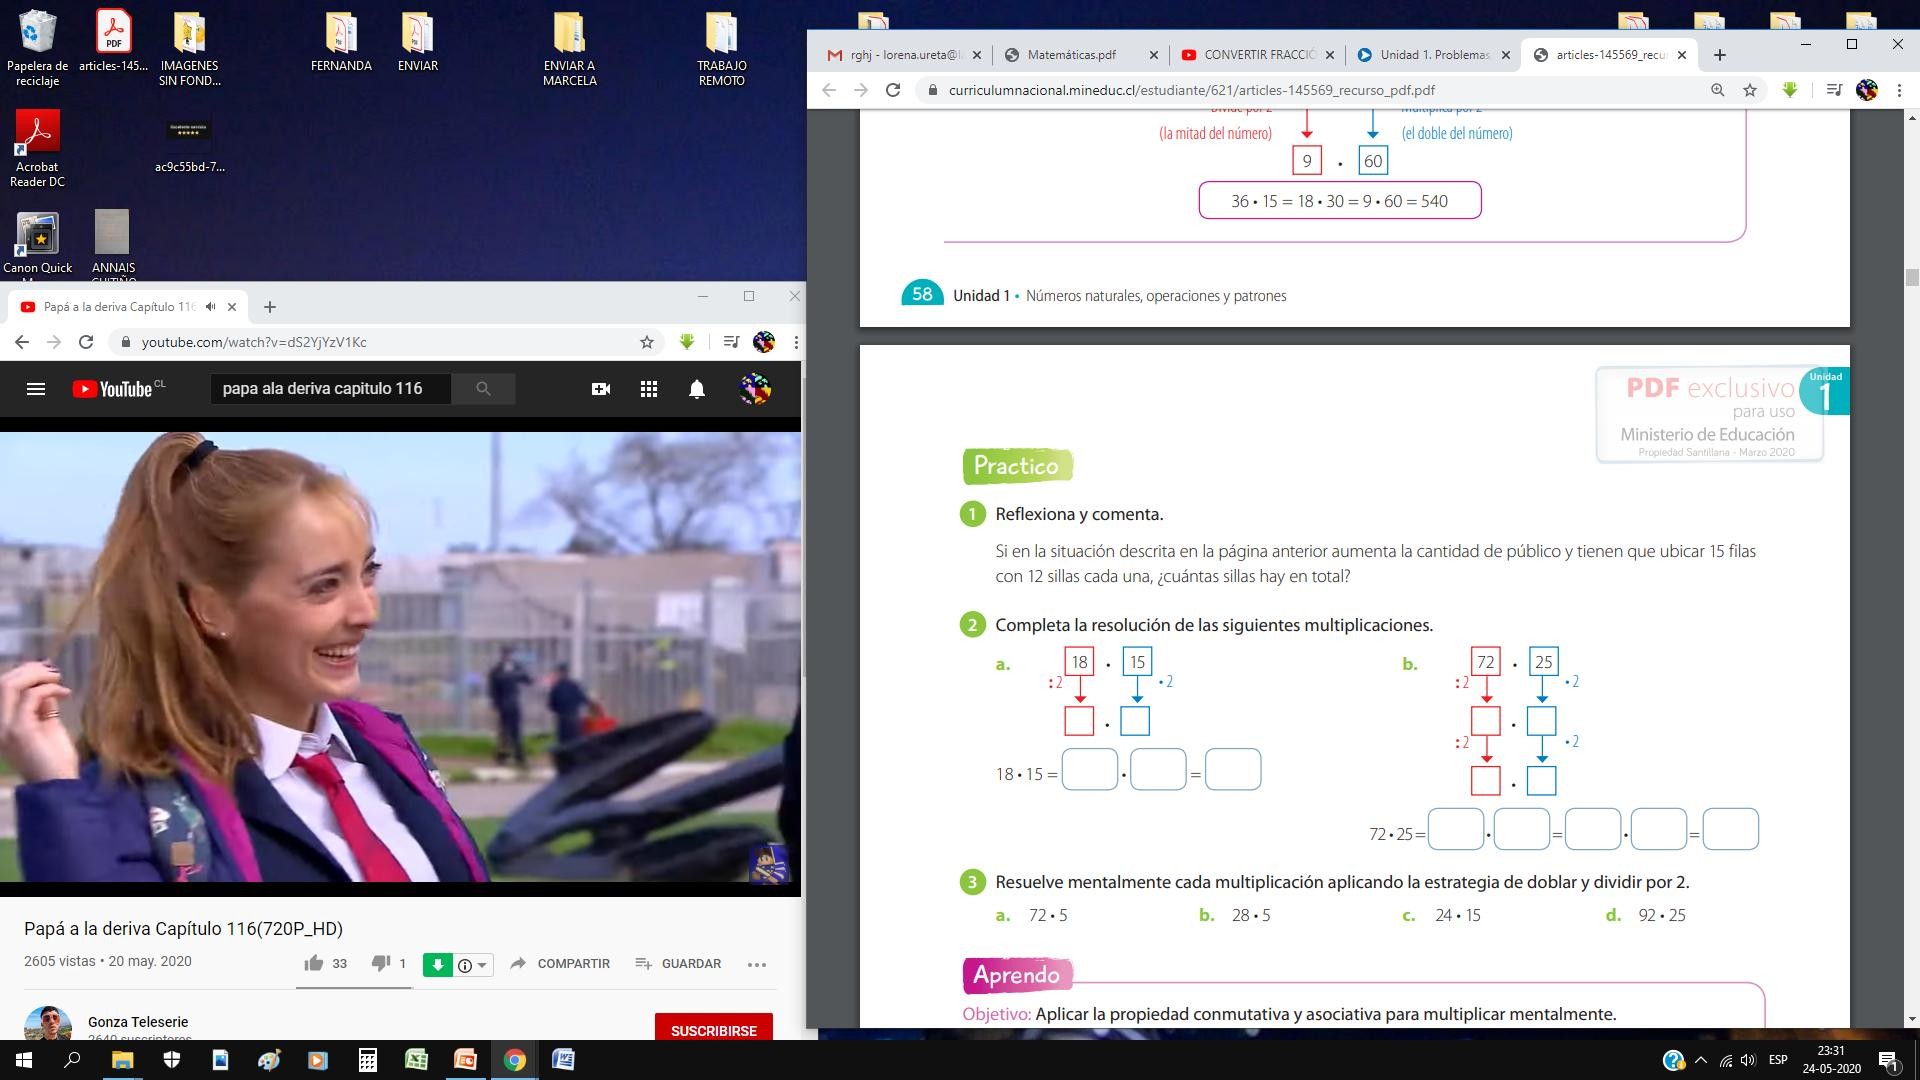 Papelera de
reciclaje
articles-145...
IMAGENES
SIN FOND...
FERNANDA
ENVIAR
ENVIAR A
MARCELA
TRABAJO
REMOTO
Acrobat
Reader DC
ac9c55bd-7...
Canon Quick
ANNAIS
Papá a la deriva Capítulo 116
youtube.com/watch?v=dS2YjYzV1Kc
YouTube CL
papa ala deriva capitulo 116
Papá a la deriva Capítulo 116(720P_HD)
2605 vistas • 20 may. 2020
33
1
COMPARTIR
GUARDAR
Gonza Teleserie
2640 suscriptores
SUSCRIBIRSE
rghj - lorena.ureta@l
Matemáticas.pdf
CONVERTIR FRACCIÓ
Unidad 1. Problemas,
articles-145569_recu
curriculumnacional.mineduc.cl/estudiante/621/articles-145569_recurso_pdf.pdf
Divide por 2
Multiplica por 2
(la mitad del número)
(el doble del número)
9 • 60
36 • 15 = 18 • 30 = 9 • 60 = 540
58 Unidad 1 • Números naturales, operaciones y patrones
PDF exclusivo
para uso
Ministerio de Educación
Propiedad Santillana - Marzo 2020
Unidad
1
Practico
1 Reflexiona y comenta.
Si en la situación descrita en la página anterior aumenta la cantidad de público y tienen que ubicar 15 filas
con 12 sillas cada una, ¿cuántas sillas hay en total?
2 Completa la resolución de las siguientes multiplicaciones.
a. 18 • 15
: 2 • 2
•
18 • 15 = • =
b. 72 • 25
: 2 • 2
•
: 2 • 2
•
72 • 25 = • = • =
3 Resuelve mentalmente cada multiplicación aplicando la estrategia de doblar y dividir por 2.
a. 72 • 5 b. 28 • 5 c. 24 • 15 d. 92 • 25
Aprendo
Objetivo: Aplicar la propiedad conmutativa y asociativa para multiplicar mentalmente.
ESP
23:31
24-05-2020
1